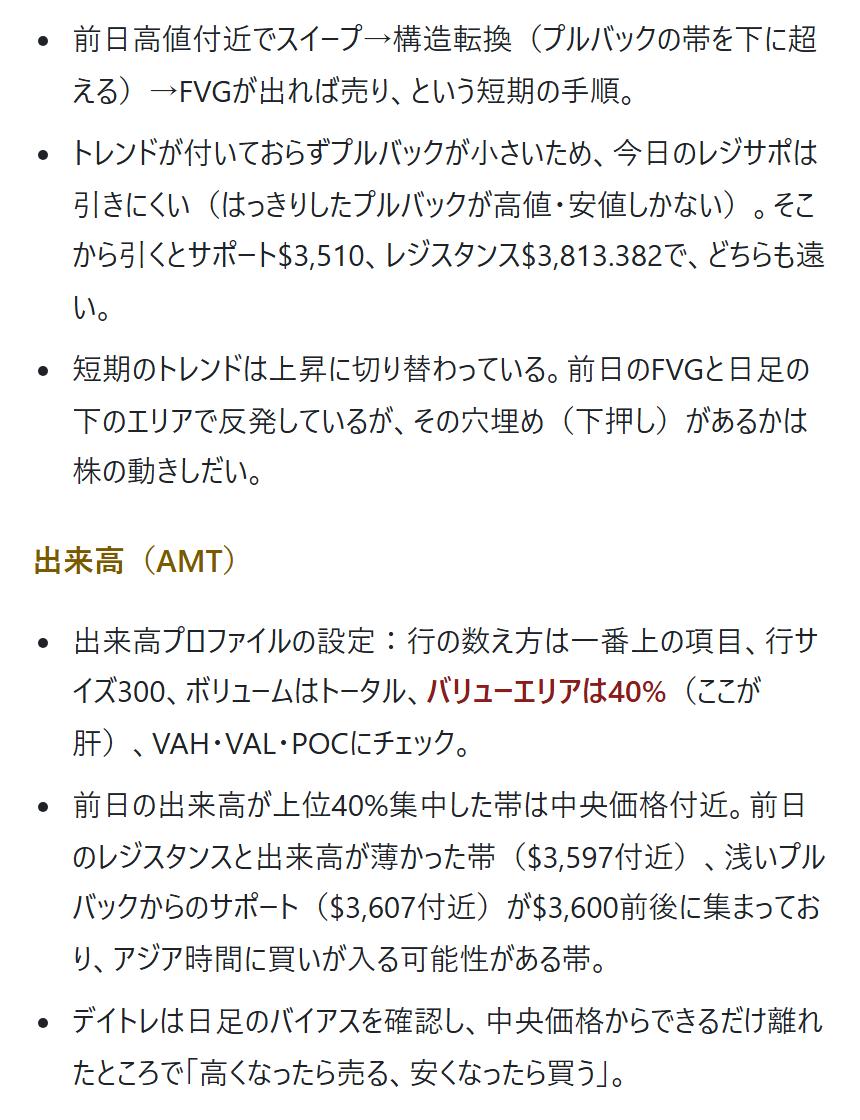 前日高値付近でスイープ→構造転換（プルバックの帯を下に超
える）→FVGが出れば売り、という短期の手順。
トレンドが付いておらずプルバックが小さいため、今日のレジサポは
引きにくい（はっきりしたプルバックが高値・安値しかない）。そこ
から引くとサポート$3,510、レジスタンス$3,813.382で、どちらも遠
い。
短期のトレンドは上昇に切り替わっている。前日のFVGと日足の
下のエリアで反発しているが、その穴埋め（下押し）があるかは
株の動きしだい。
出来高（AMT）
出来高プロファイルの設定：行の数え方は一番上の項目、行サ
イズ300、ボリュームはトータル、バリューエリアは40%（ここが
肝）、VAH・VAL・POCにチェック。
前日の出来高が上位40%集中した帯は中央価格付近。前日
のレジスタンスと出来高が薄かった帯（$3,597付近）、浅いプル
バックからのサポート（$3,607付近）が$3,600前後に集まってお
り、アジア時間に買いが入る可能性がある帯。
デイトレは日足のバイアスを確認し、中央価格からできるだけ離れ
たところで「高くなったら売る、安くなったら買う」。